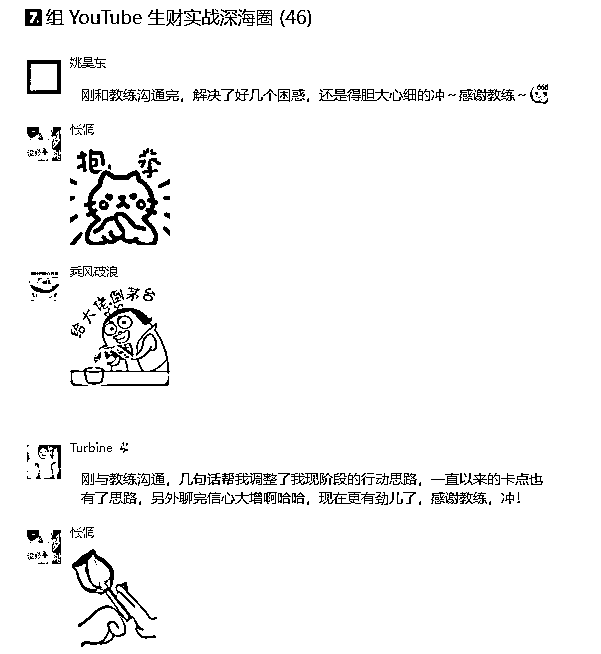 7组 YouTube 生财实战深海圈 (46)
姚昊东
刚和教练沟通完,解决了好几个困惑,还是得胆大心细的冲~感谢教练~
抱拳
乘风破浪
给大佬倒茅台
Turbine
刚与教练沟通,几句话帮我调整了我现阶段的行动思路,一直以来的卡点也
有了思路,另外聊完信心大增啊哈哈,现在更有劲儿了,感谢教练,冲!